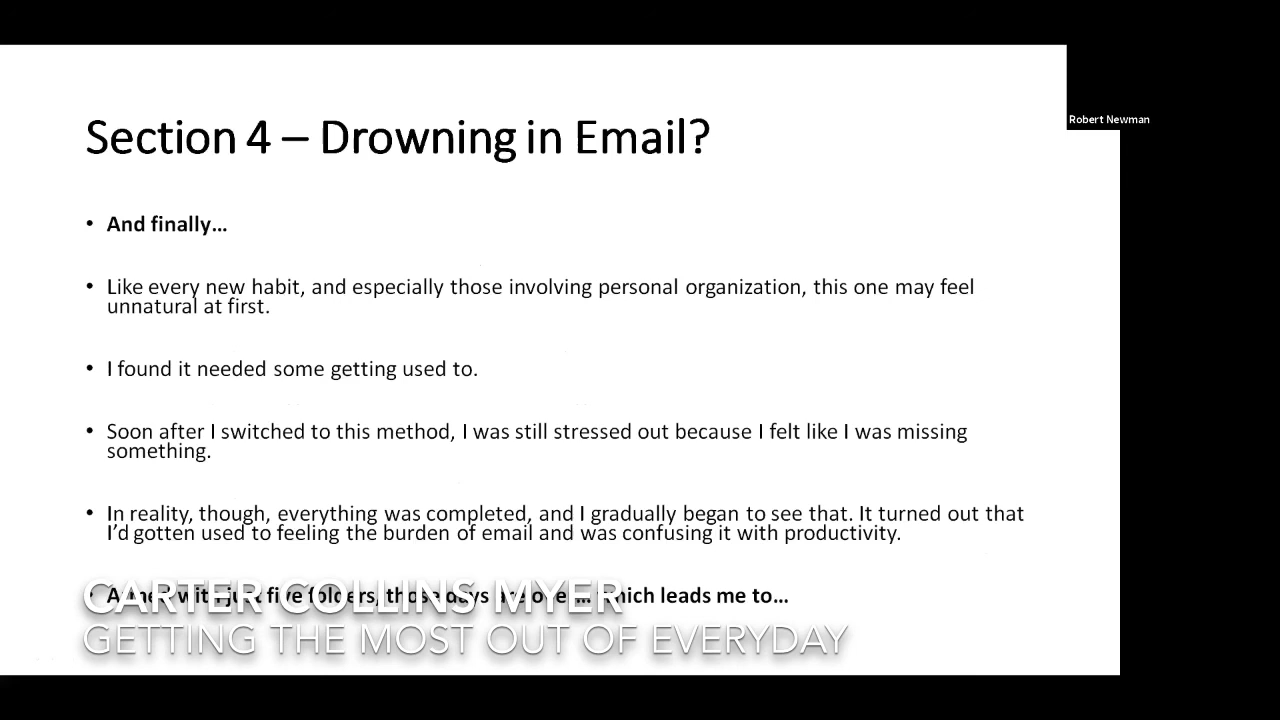 Robert Newman
Section 4 – Drowning in Email?
• And finally…
• Like every new habit, and especially those involving personal organization, this one may feel
unnatural at first.
• I found it needed some getting used to.
• Soon after I switched to this method, I was still stressed out because I felt like I was missing
something.
• In reality, though, everything was completed, and I gradually began to see that. It turned out that
I'd gotten used to feeling the burden of email and was confusing it with productivity.
with just five folders, those days are over… which leads me to…
CARTER COLLINS MYER
GETTING THE MOST OUT OF EVERYDAY